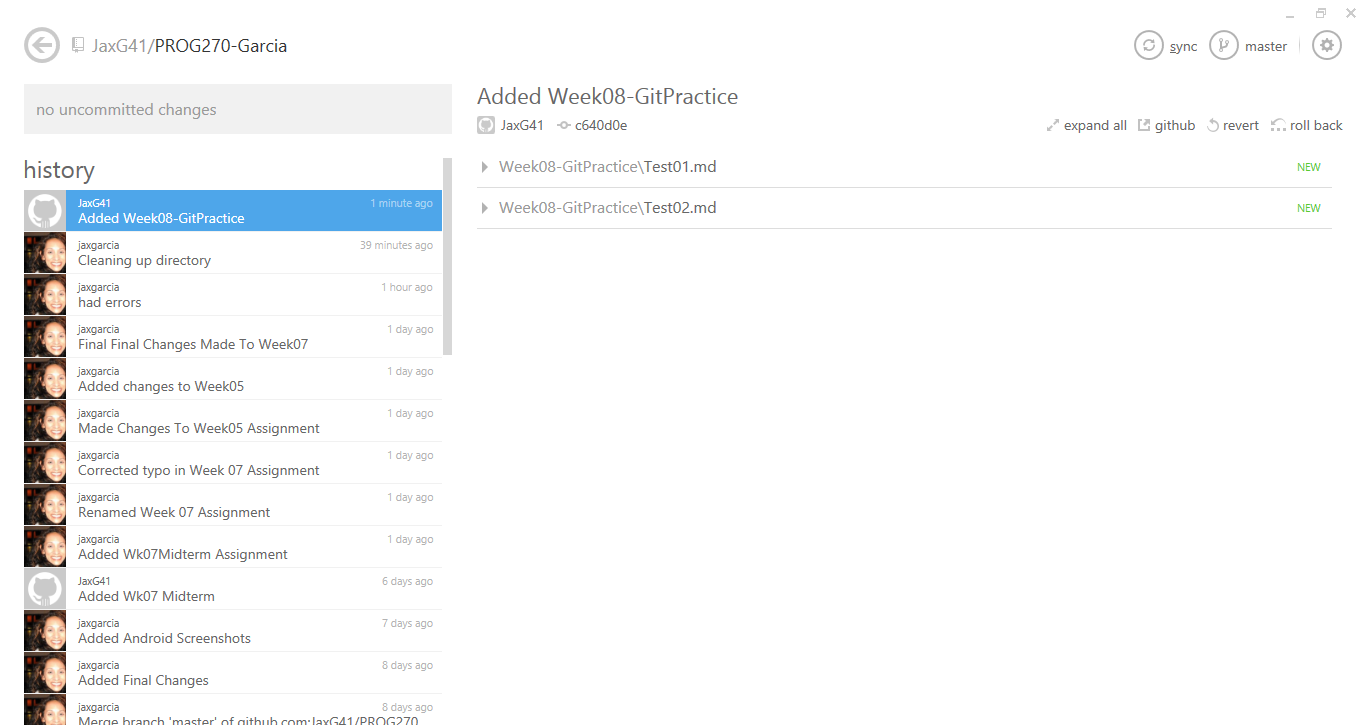 JaxG41/PROG270-Garcia
sync
master
no uncommitted changes
history
JaxG41 1 minute ago
Added Week08-GitPractice
jaxgarcia 39 minutes ago
Cleaning up directory
jaxgarcia 1 hour ago
had errors
jaxgarcia 1 day ago
Final Final Changes Made To Week07
jaxgarcia 1 day ago
Added changes to Week05
jaxgarcia 1 day ago
Made Changes To Week05 Assignment
jaxgarcia 1 day ago
Corrected typo in Week 07 Assignment
jaxgarcia 1 day ago
Renamed Week 07 Assignment
jaxgarcia 1 day ago
Added Wk07Midterm Assignment
JaxG41 6 days ago
Added Wk07 Midterm
jaxgarcia 7 days ago
Added Android Screenshots
jaxgarcia 8 days ago
Added Final Changes
jaxgarcia 8 days ago
Merge branch 'master' of github.com:JaxG41/PROG270
Added Week08-GitPractice
JaxG41 c640d0e
expand all github revert roll back
Week08-GitPractice\Test01.md NEW
Week08-GitPractice\Test02.md NEW